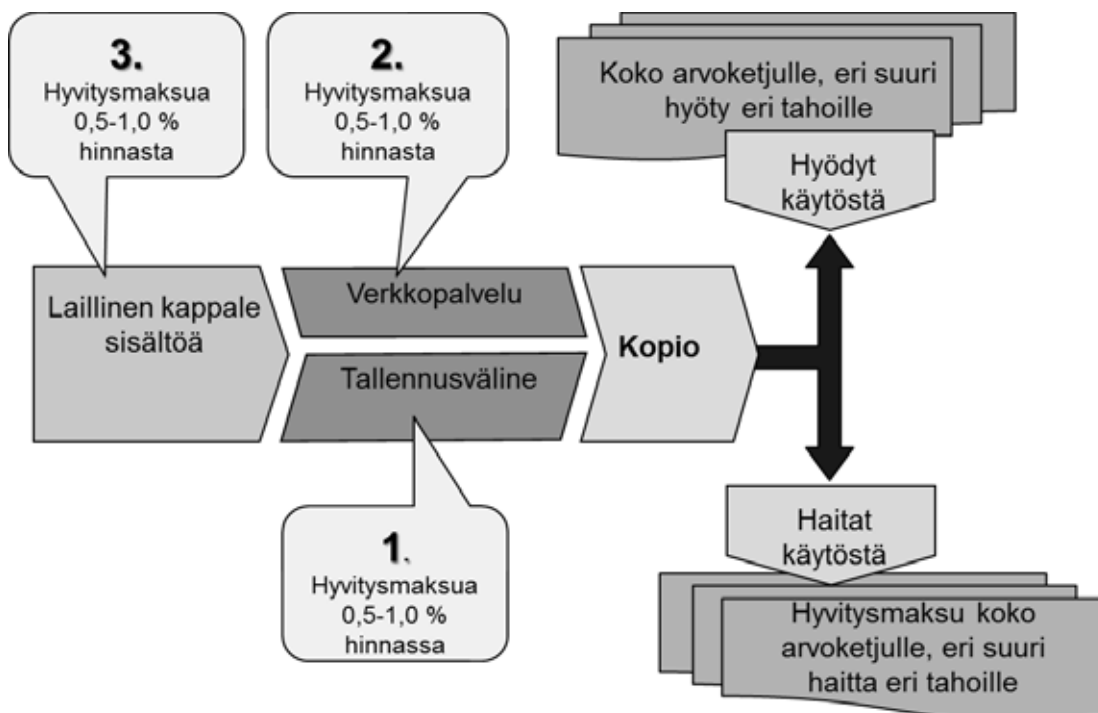 3.
Hyvitysmaksua
0,5-1,0 %
hinnasta
2.
Hyvitysmaksua
0,5-1,0 %
hinnasta
Koko arvoketjulle, eri suuri
hyöty eri tahoille
Hyödyt
käytöstä
Laillinen kappale
sisältöä
Verkkopalvelu
Tallennusväline
Kopio
1.
Hyvitysmaksua
0,5-1,0 %
hinnassa
Haitat
käytöstä
Hyvitysmaksu koko
arvoketjulle, eri suuri
haitta eri tahoille